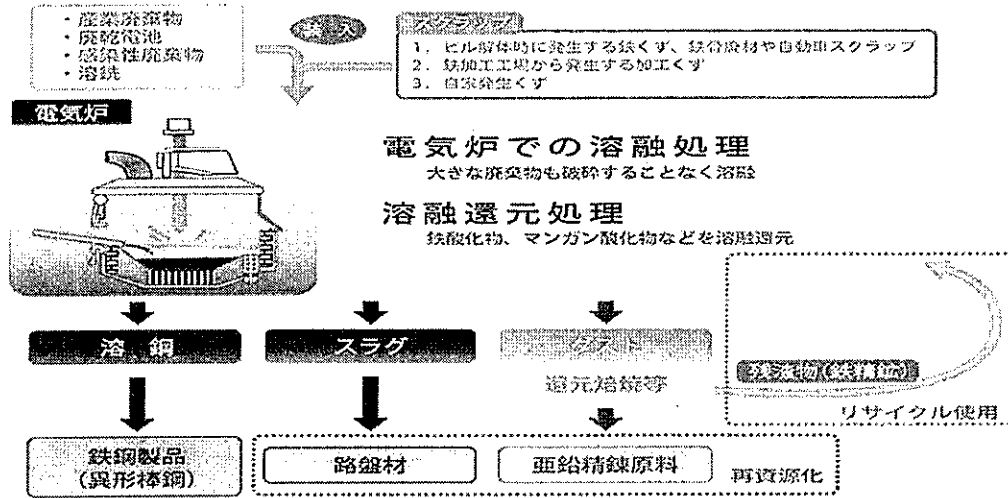 ・産業廃棄物
・廃乾電池
・感染性廃棄物
・溶銑
装入
スクラップ
1. ビル解体時に発生する鉄くず、鉄骨廃材や自動車スクラップ
2. 鉄加工工場から発生する加工くず
3. 自家発生くず
電気炉
電気炉での溶融処理
大きな廃棄物も破砕することなく溶融
溶融還元処理
鉄酸化物、マンガン酸化物などを溶融還元
溶鋼
スラグ
ダスト
還元焙焼等
残渣物(鉄精鉱)
リサイクル使用
鉄鋼製品
(異形棒鋼)
路盤材
亜鉛精錬原料
再資源化